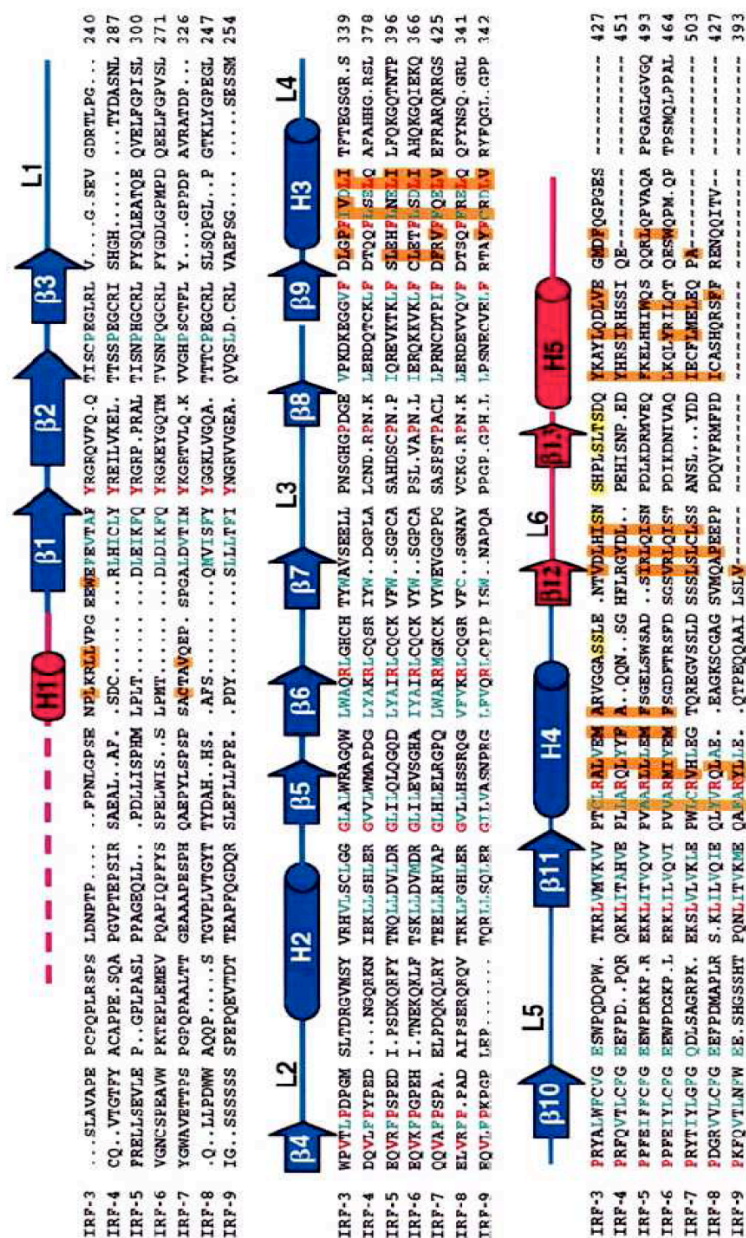 H1 β1 β2 β3 L1
IRF-3 ...SLAVAPE PCPQPLRSPS LDNPTP.... ..FPNLGPSE NPLKRLLVPG EEWEFEVTAF YRGRQVFQ.Q TISCPEGLRL V....G.SEV GDRTLPG... 240
IRF-4 CQ..VTGTFY ACAPPE.SQA PGVPTEPSIR SAEAL..AF. .SDC...... ...RLHICLY YREILVKEL. TTSSPEGCRI SHGH...... ...TYDASNL 287
IRF-5 FRELLSEVLE P..GPLPASL PPAGEQLL.. .PDLLISPHM LPLT...... ...DLEIKFQ YRGRP.PRAL TISNPHGCRL FYSQLEATQE QVELFGPISL 300
IRF-6 VGNCSPEAVW PKTEPLEMEV PQAPIQPFYS SPELWIS..S LPMT...... ...DLDIKFQ YRGKEYGQTM TVSNPQGCRL FYGDLGPMPD QEELFGPVSL 271
IRF-7 YGWAVETTPS PGPQPAALTT GEAAAPESPH QAEPYLSPSP SACTAVQEP. SPGALDVTIM YKGRTVLQ.K VVGHPSCTFL Y...GPPDP AVRATDP... 326
IRF-8 .Q..LLPDWW AQQP.....S TGVPLVTGYT TYDAH..HS. .AFS...... ...QMVISFY YGGKLVGQA. TTTCPEGCRL SLSQPGL..P GTKLYGPEGL 247
IRF-9 IG..SSSSSS SPEPQEVTDT TEAPFQGDQR SLEFLLPPE. .PDY...... ...SLLLTFI YNGRVVGEA. QVQSLD.CRL VAEPSG.... .....SESSM 254
β4 L2 H2 β5 β6 β7 L3 β8 β9 H3 L4
IRF-3 WPVTLPDPGM SLTDRGVMSY VRHVLSCLGG GLALWRAGQW LWAQRLGHCH TYWAVSEELL PNSGHGPDGE VPKDKEGGVF DLGPFIVDLI TFTEGSGR.S 339
IRF-4 DQVLFPYPED ...NGQRKN IEKLLSHLER GVVLWMAPDG LYAKRLCQSR IYW..DGPLA LCND.RPN.K LERDQTCKLF DTQQFLSELQ APAIHG.RSL 378
IRF-5 EQVRFPSPED I.PSDKQRFY TNQLLDVLDR GLILQLQGQD LYAIRLCQCK VFW..SGPCA SAHDSCPN.P IQREVKTKLF SLEHFLNELI LFQKGQTNTP 396
IRF-6 EQVKFPGPEH ITNEKQKLF TSKLLDVMDR GLILEVSGHA IYAIRLCQCK VYW..SGPCA PSL.VAPN.L IERQKKVKLF CLETFLSDLI AHQKGQIEKQ 366
IRF-7 QQVAFPSPA. ELPDQKQLRY TEELLRHVAP GLHLELRGPQ LWARRMGKCK VYWEVGGPPG SASPSTPACL LPRNCDTPIF DFRVFFQELV EFRARQRRGS 425
IRF-8 ELVRFP.PAD AIPSERQRQV TRKLFGHLER GVLLHSSRQG VFVKRLCQGR VFC..SGNAV VCKG.RPN.K LERDEVVQVF DTSQFFRELQ QFYNSQ.GRL 341
IRF-9 EQVLFPKPGP LEP....... TQRLLSQLER GILVASNPRG LFVQRLCPIP ISW..NAPQA PPGP.GPH.L LPSNRCVELF RTAYFCRDLV RYFQGL.GPP 342
β10 L5 β11 H4 β12 L6 β13 H5
IRF-3 PRYALWFCVG ESWPQDQPW. TKRLVMVKVV PTCLRALVEM ARVGGASSLE .NTVDLHISN SHPLSLTSDQ YKAYLQDLVE GMDFQGPGES ---------- 427
IRF-4 PRPQVTLCFG EEFPD..PQR QRKLITAHVE PLLARQLYYF A..QQN..SG HFLRGYDL.. PEHISNP.ED YHRSIRHSSI QE-------- ---------- 451
IRF-5 PPFEIFFCFG EEWPDRKP.R EKKLITVQVV PVAARLLLEM FSGELSWSAD ..SIRLQISN PDLKDRMVEQ FKELHHIWQS QQRLQPVAQA PPGAGLGVGQ 493
IRF-6 PPFEIYLCFG EEWPDGKP.L ERKLILVQVI PVVARMIYEM FSGDFTRSFD SGSVRLQIST PDIKDNIVAQ LKQLYRILQT QESWQPM.QP TPSMQLPPAL 464
IRF-7 PRYTIYLGFG QDLSAGRPK. EKSLVLVKLE PWLCRVHLEG TQREGVSSLD SSSLSLCLSS ANSL...YDD IECFLMELEQ PA-------- ---------- 503
IRF-8 PDGRVVLCFG EEFPDMAPLR S.KLILVQIE QLYVRQLAE. .EAGKSCGAG SVMQAPEEPP PDQVFRMFPD ICASHQRSFF RENQQITV-- ---------- 427
IRF-9 PKFQVTLNFW EE.SHGSSHT PQNLITVKME QAFARYLLE. .QTPEQQAAI LSLV------ ---------- ---------- ---------- ---------- 393